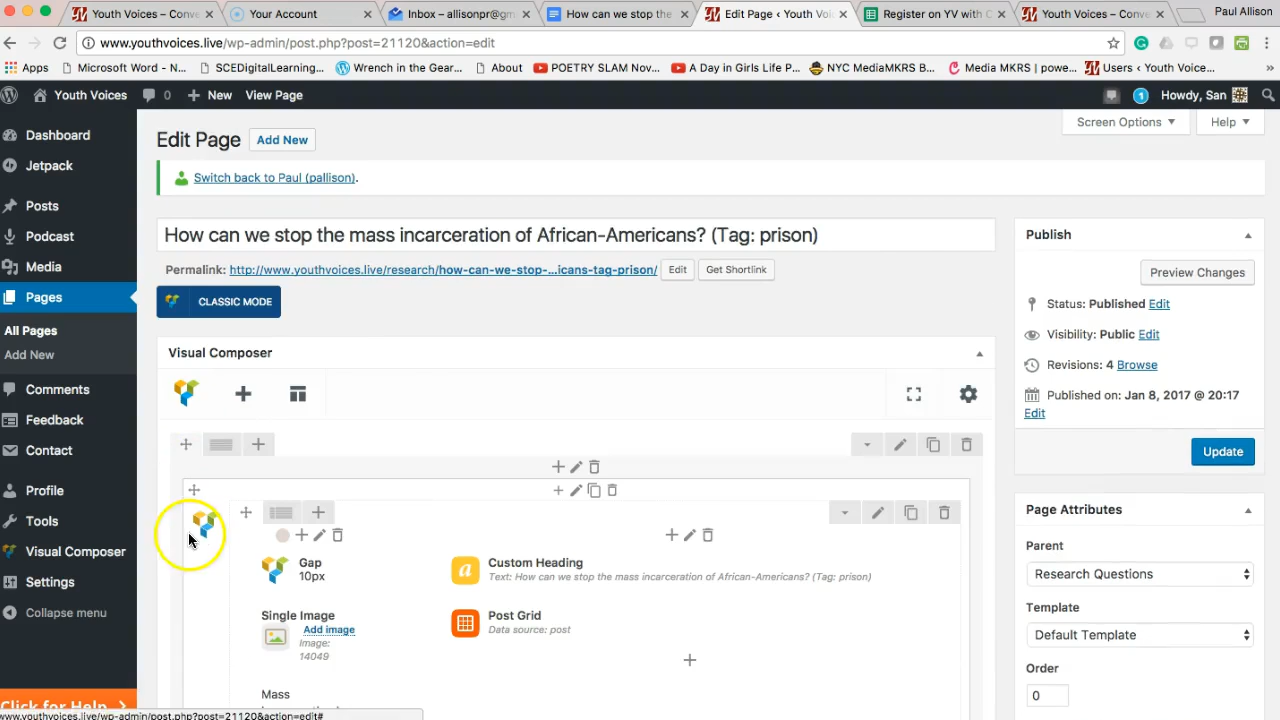 Youth Voices – Conve
Your Account
Inbox – allisonpr@gm
How can we stop the
Edit Page ‹ Youth Voi
Register on YV with C
Youth Voices – Conve
Paul Allison
www.youthvoices.live/wp-admin/post.php?post=21120&action=edit
Apps
Microsoft Word - N...
SCEDigitalLearning...
Wrench in the Gear...
About
POETRY SLAM Nov...
A Day in Girls Life P...
NYC MediaMKRS B...
Media MKRS | powe...
Users ‹ Youth Voice...
»
Youth Voices
0
New
View Page
1
Howdy, San
Dashboard
Jetpack
Posts
Podcast
Media
Pages
All Pages
Add New
Comments
Feedback
Contact
Profile
Tools
Visual Composer
Settings
Collapse menu
Click for Help
www.youthvoices.live/wp-admin/post.php?post=21120&action=edit#
Edit Page
Add New
Screen Options
Help
Switch back to Paul (pallison).
How can we stop the mass incarceration of African-Americans? (Tag: prison)
Permalink: http://www.youthvoices.live/research/how-can-we-stop-...icans-tag-prison/
Edit
Get Shortlink
CLASSIC MODE
Visual Composer
Gap
10px
Custom Heading
Text: How can we stop the mass incarceration of African-Americans? (Tag: prison)
Single Image
Add image
Image:
14049
Post Grid
Data source: post
Mass
Publish
Preview Changes
Status: Published Edit
Visibility: Public Edit
Revisions: 4 Browse
Published on: Jan 8, 2017 @ 20:17
Edit
Update
Page Attributes
Parent
Research Questions
Template
Default Template
Order
0